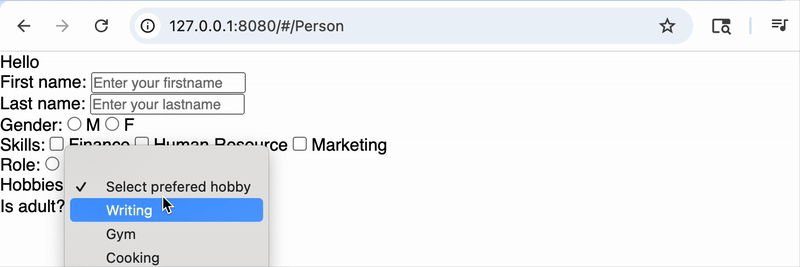 127.0.0.1:8080/#/Person
Hello
First name: Enter your firstname
Last name: Enter your lastname
Gender: M F
Skills: Finance Human Resource Marketing
Role:
Hobbies
✓ Select prefered hobby
Is adult?
Writing
Gym
Cooking